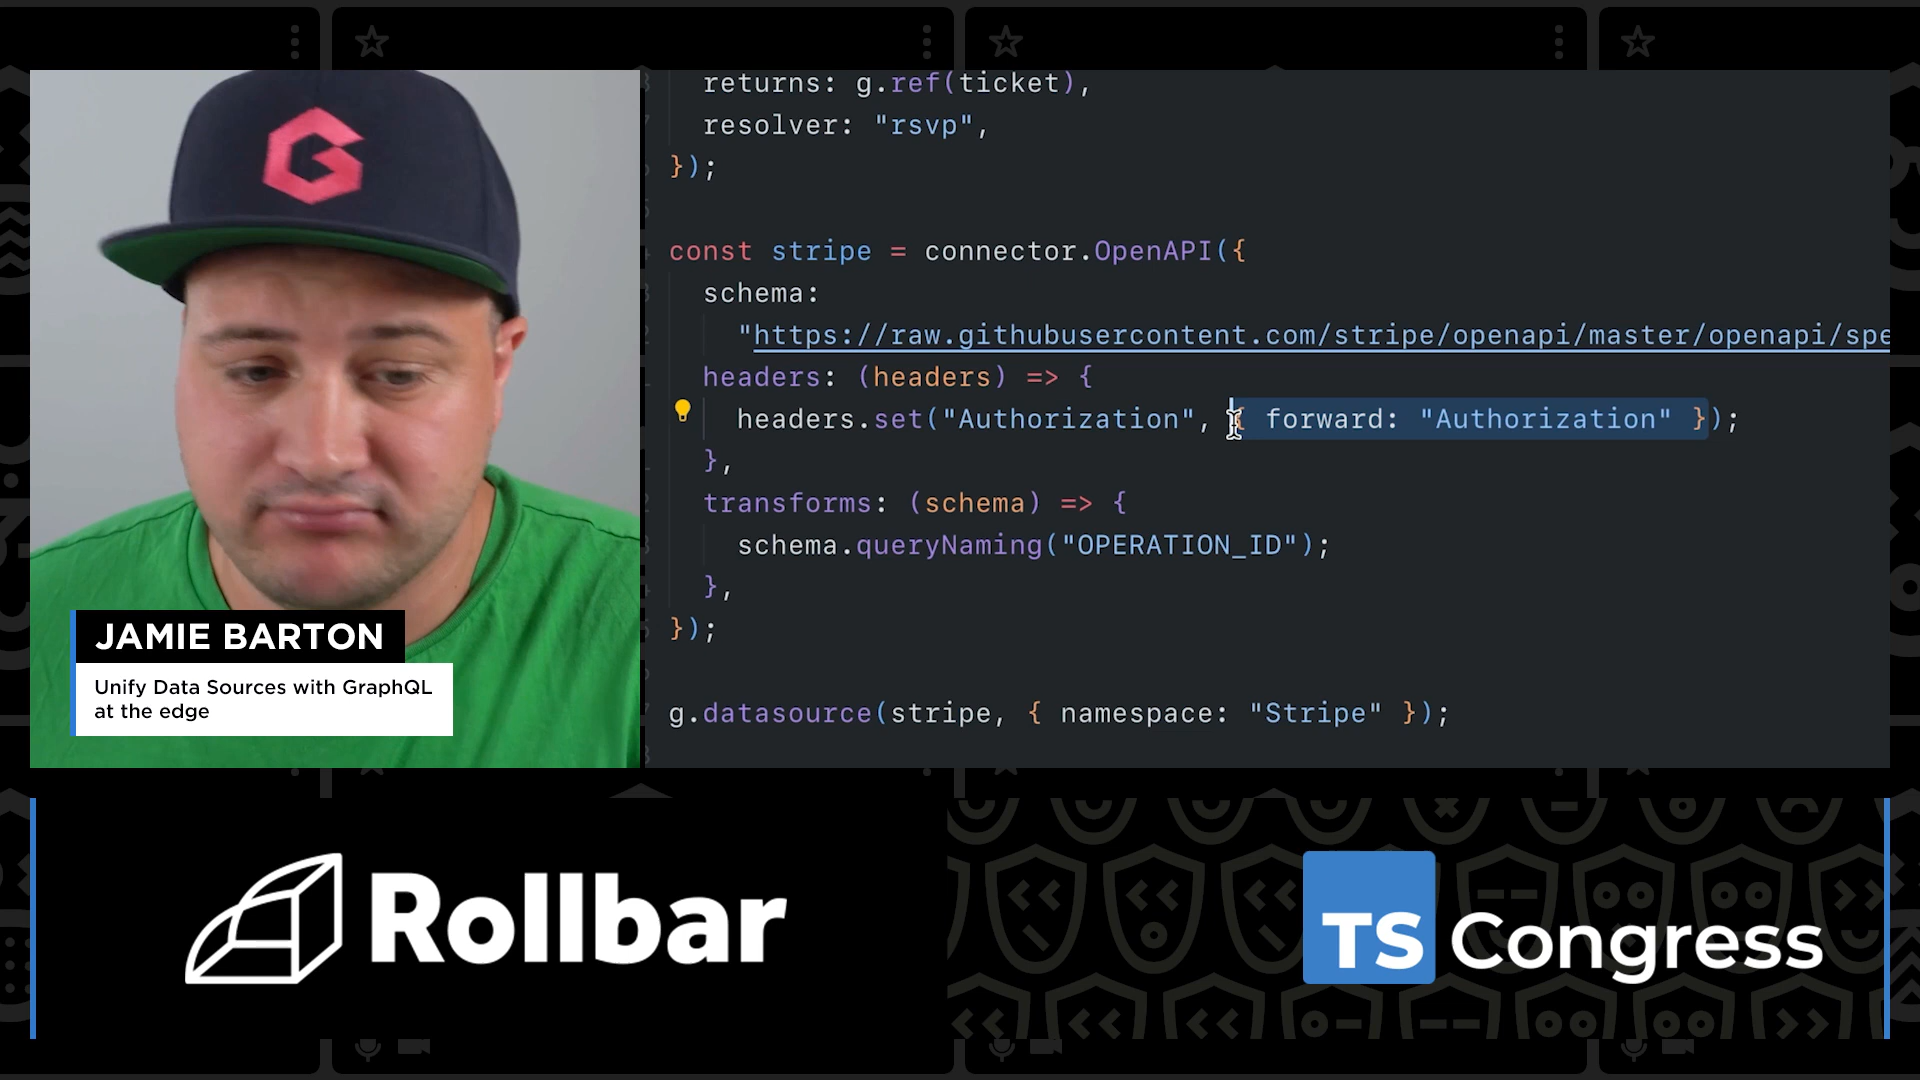 returns: g.ref(ticket),
resolver: "rsvp",
});
const stripe = connector.OpenAPI({
schema:
"https://raw.githubusercontent.com/stripe/openapi/master/openapi/spe
headers: (headers) => {
headers.set("Authorization", { forward: "Authorization" });
},
transforms: (schema) => {
schema.queryNaming("OPERATION_ID");
},
});
g.datasource(stripe, { namespace: "Stripe" });
JAMIE BARTON
Unify Data Sources with GraphQL
at the edge
Rollbar
TS Congress